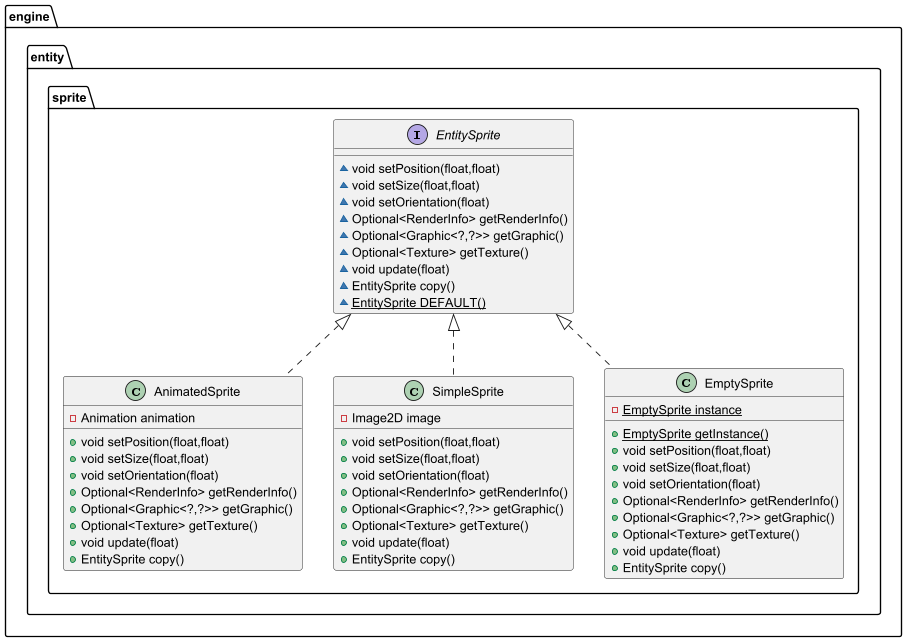 engine
entity
sprite
I EntitySprite
void setPosition(float,float)
void setSize(float,float)
void setOrientation(float)
Optional<RenderInfo> getRenderInfo()
Optional<Graphic<?,?>> getGraphic()
Optional<Texture> getTexture()
void update(float)
EntitySprite copy()
EntitySprite DEFAULT()
C AnimatedSprite
Animation animation
void setPosition(float,float)
void setSize(float,float)
void setOrientation(float)
Optional<RenderInfo> getRenderInfo()
Optional<Graphic<?,?>> getGraphic()
Optional<Texture> getTexture()
void update(float)
EntitySprite copy()
C SimpleSprite
Image2D image
void setPosition(float,float)
void setSize(float,float)
void setOrientation(float)
Optional<RenderInfo> getRenderInfo()
Optional<Graphic<?,?>> getGraphic()
Optional<Texture> getTexture()
void update(float)
EntitySprite copy()
C EmptySprite
EmptySprite instance
EmptySprite getInstance()
void setPosition(float,float)
void setSize(float,float)
void setOrientation(float)
Optional<RenderInfo> getRenderInfo()
Optional<Graphic<?,?>> getGraphic()
Optional<Texture> getTexture()
void update(float)
EntitySprite copy()